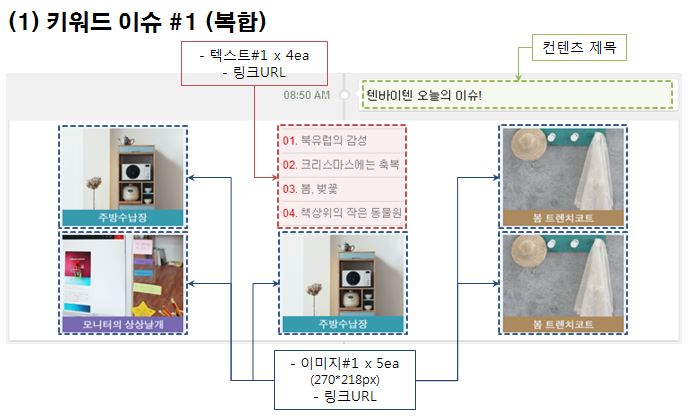 (1) 키워드 이슈 #1 (복합)
- 텍스트#1 x 4ea
- 링크URL
컨텐츠 제목
08:50 AM
텐바이텐 오늘의 이슈!
주방수납장
01. 북유럽의 감성
02. 크리스마스에는 축복
03. 봄, 벚꽃
04. 책상위의 작은 동물원
봄 트렌치코트
모니터의 상상날개
주방수납장
봄 트렌치코트
- 이미지#1 x 5ea
(270*218px)
- 링크URL